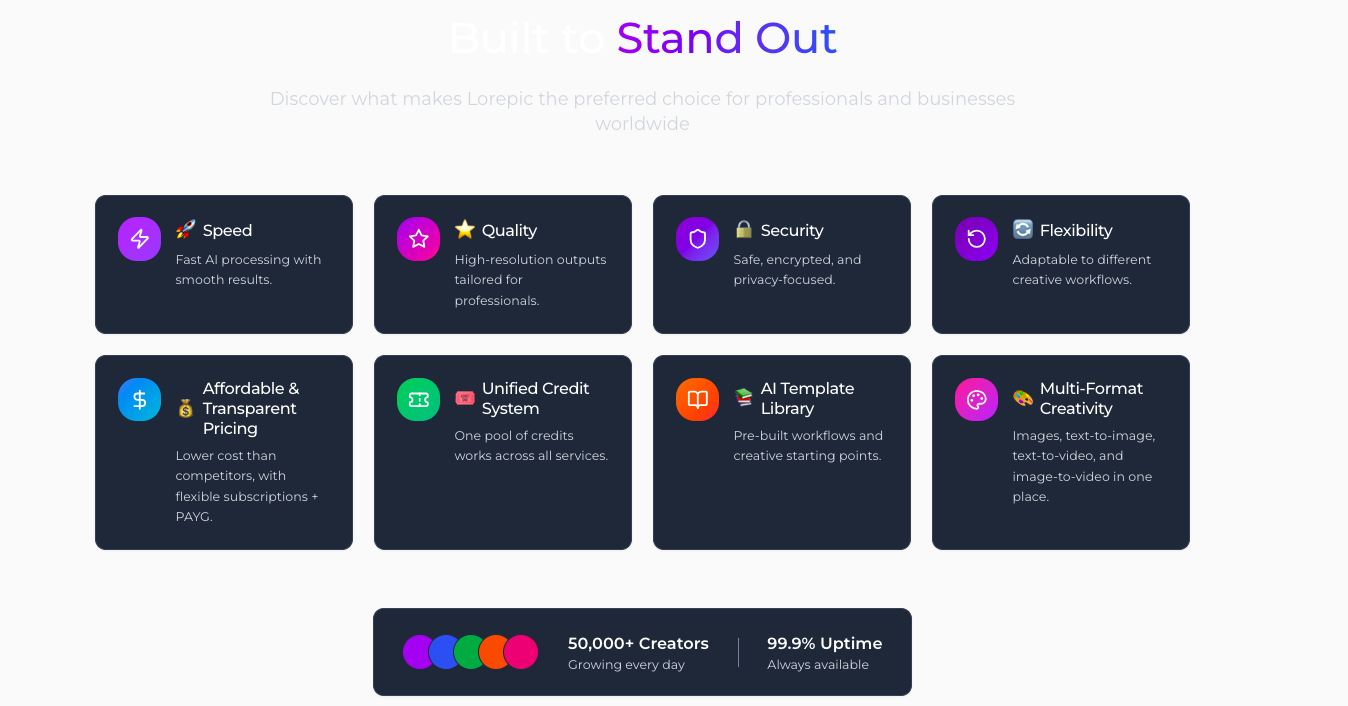 Built to Stand Out
Discover what makes Lorepic the preferred choice for professionals and businesses
worldwide
Speed
Fast AI processing with
smooth results.
Quality
High-resolution outputs
tailored for
professionals.
Security
Safe, encrypted, and
privacy-focused.
Flexibility
Adaptable to different
creative workflows.
Affordable &
Transparent
Pricing
Lower cost than
competitors, with
flexible subscriptions +
PAYG.
Unified Credit
System
One pool of credits
works across all services.
AI Template
Library
Pre-built workflows and
creative starting points.
Multi-Format
Creativity
Images, text-to-image,
text-to-video, and
image-to-video in one
place.
50,000+ Creators
Growing every day
99.9% Uptime
Always available